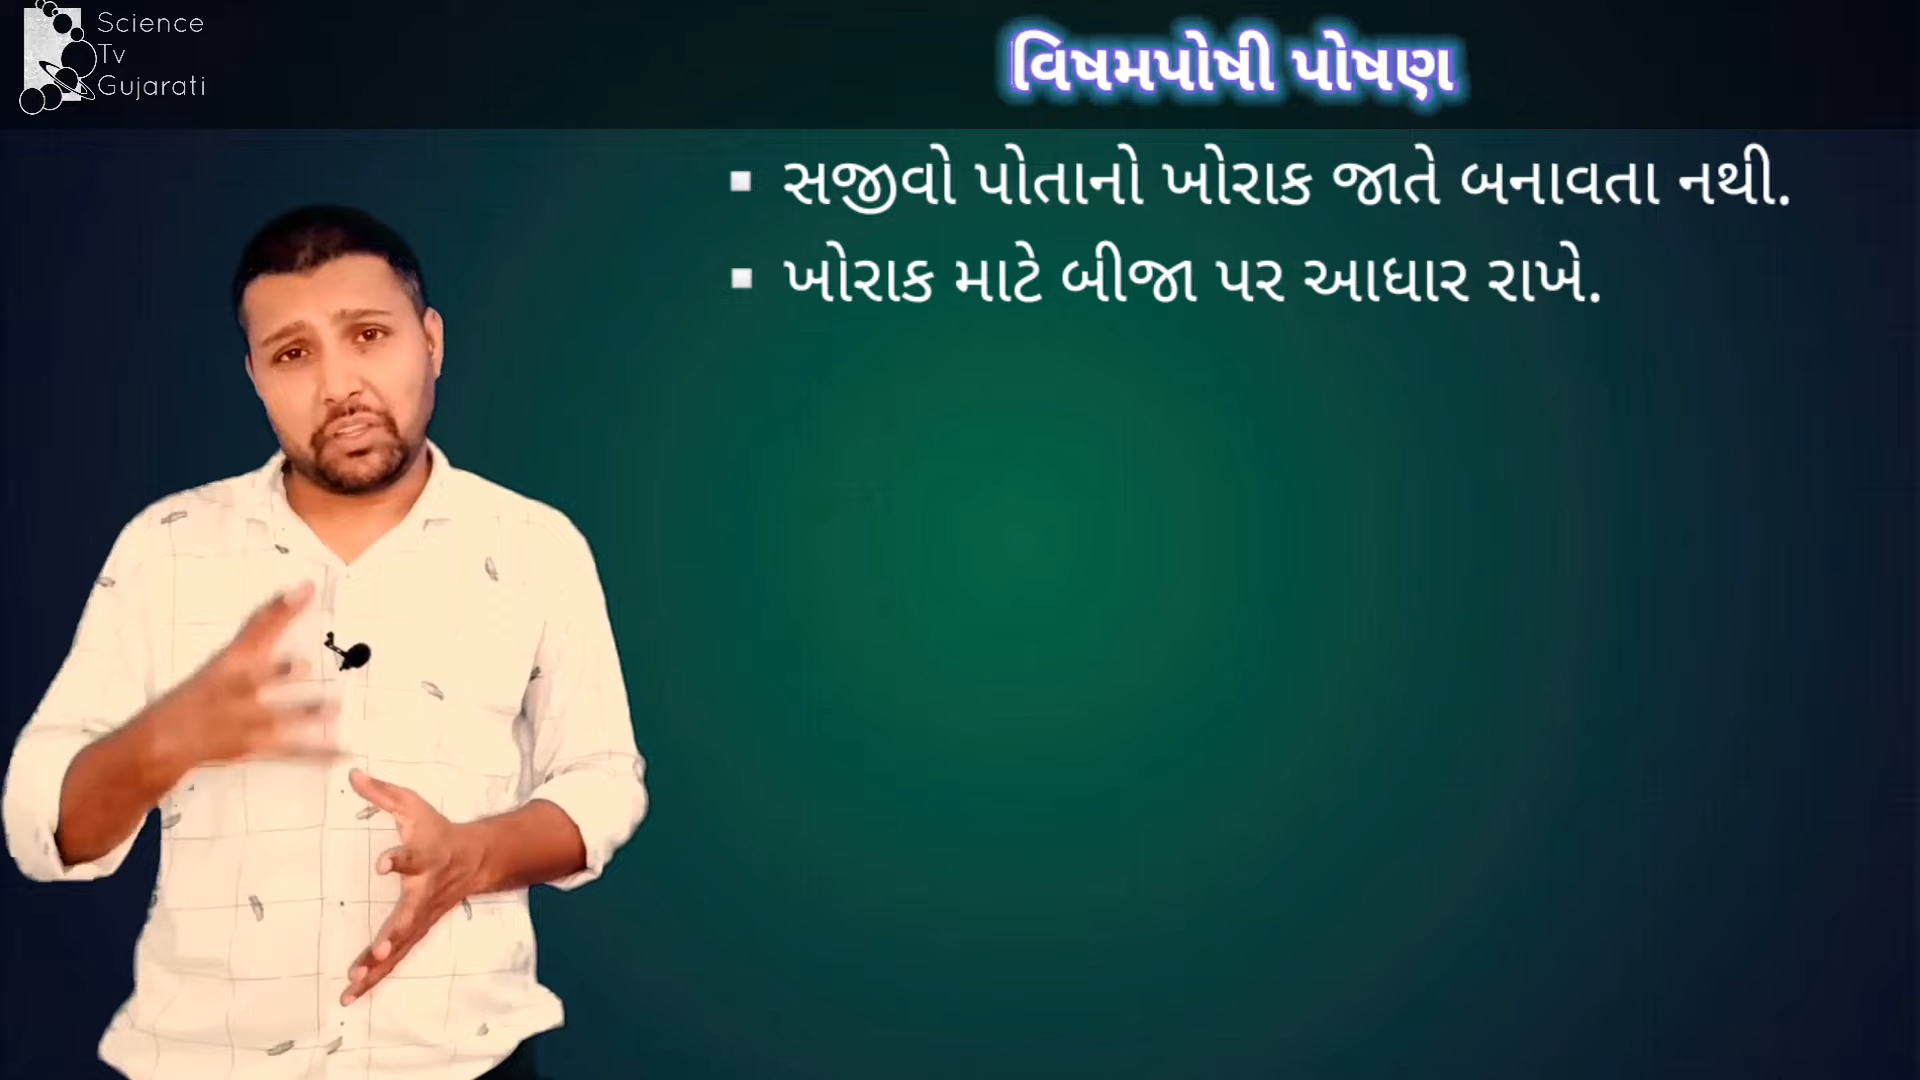 Science
Tv
Gujarati
વિષમપોષી પોષણ
▪ સજીવો પોતાનો ખોરાક જાતે બનાવતા નથી.
▪ ખોરાક માટે બીજા પર આધાર રાખે.